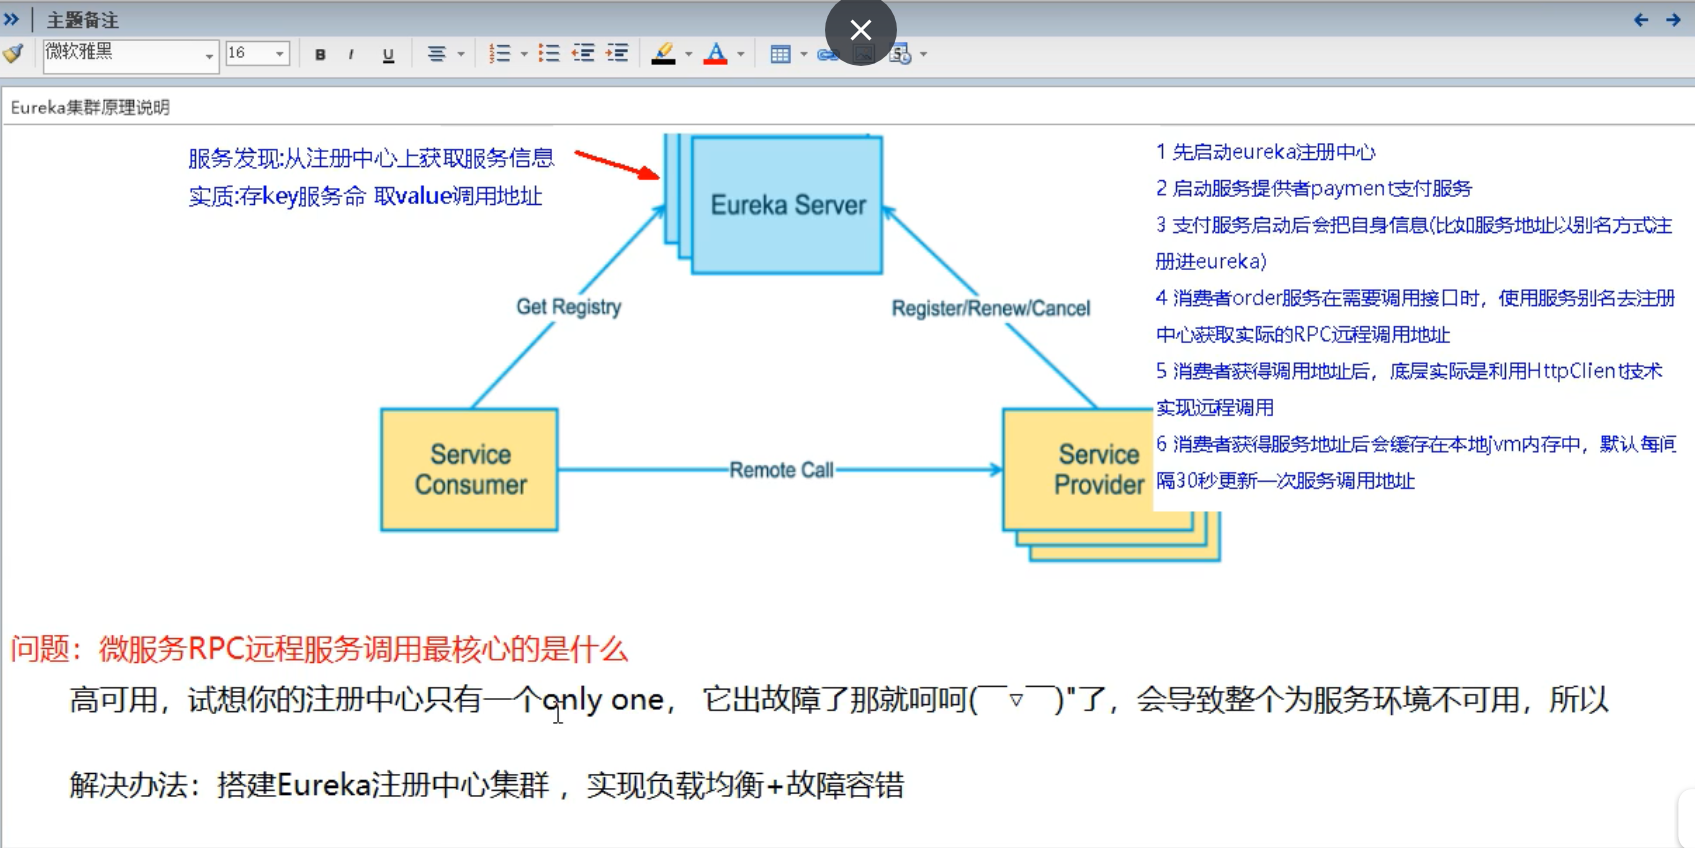 主题备注
微软雅黑 16 B I U
Eureka集群原理说明
服务发现:从注册中心上获取服务信息
实质:存key服务命 取value调用地址
Eureka Server
Get Registry
Register/Renew/Cancel
Service
Consumer
Remote Call
Service
Provider
1 先启动eureka注册中心
2 启动服务提供者payment支付服务
3 支付服务启动后会把自身信息(比如服务地址以别名方式注
册进eureka)
4 消费者order服务在需要调用接口时，使用服务别名去注册
中心获取实际的RPC远程调用地址
5 消费者获得调用地址后，底层实际是利用HttpClient技术
实现远程调用
6 消费者获得服务地址后会缓存在本地jvm内存中，默认每间
隔30秒更新一次服务调用地址
问题：微服务RPC远程服务调用最核心的是什么
高可用，试想你的注册中心只有一个only one， 它出故障了那就呵呵(￣▽￣)"了，会导致整个为服务环境不可用，所以
解决办法：搭建Eureka注册中心集群 ，实现负载均衡+故障容错